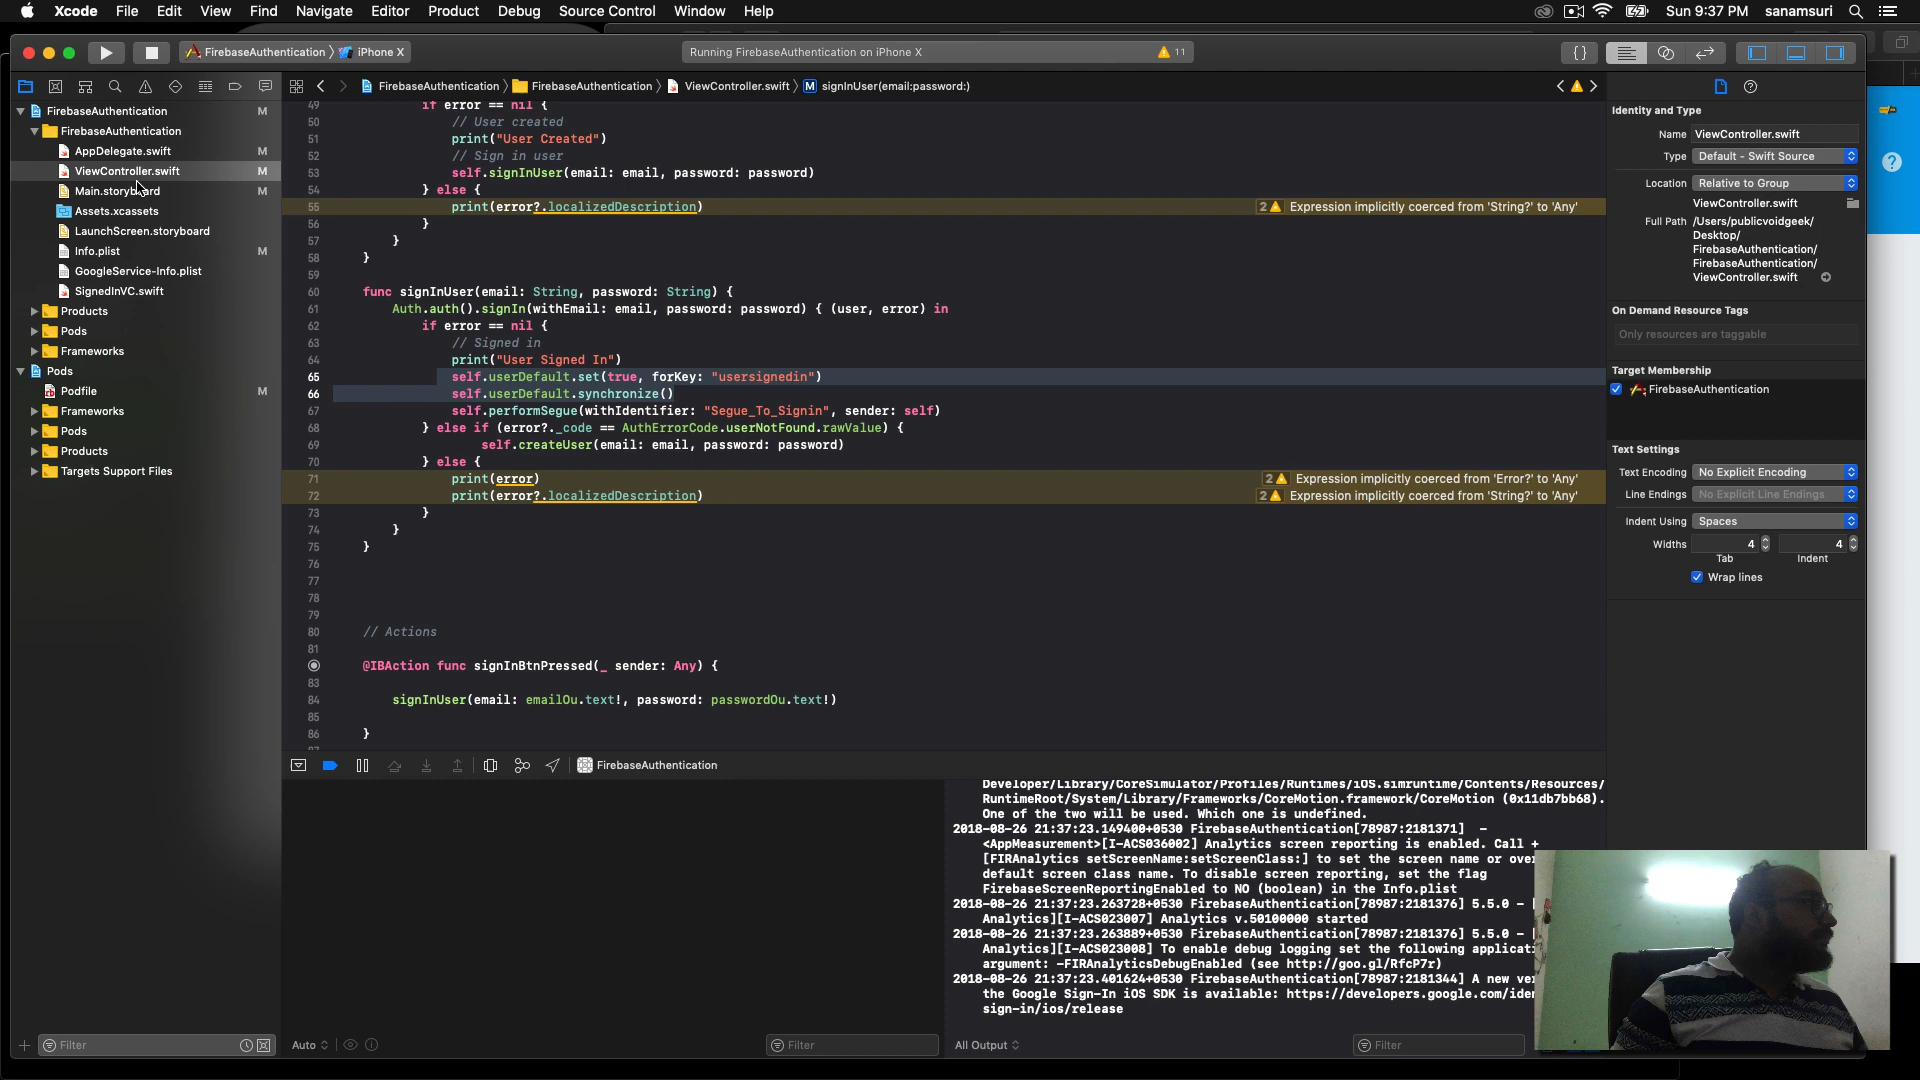 Xcode File Edit View Find Navigate Editor Product Debug Source Control Window Help Sun 9:37 PM sanamsuri
FirebaseAuthentication iPhone X Running FirebaseAuthentication on iPhone X 11
FirebaseAuthentication M
FirebaseAuthentication
AppDelegate.swift M
ViewController.swift M
Main.storyboard M
Assets.xcassets
LaunchScreen.storyboard
Info.plist M
GoogleService-Info.plist
SignedInVC.swift
Products
Pods
Frameworks
Pods
Podfile M
Frameworks
Pods
Products
Targets Support Files
Filter
FirebaseAuthentication FirebaseAuthentication ViewController.swift M signInUser(email:password:)
49 if error == nil {
50 // User created
51 print("User Created")
52 // Sign in user
53 self.signInUser(email: email, password: password)
54 } else {
55 print(error?.localizedDescription) 2 Expression implicitly coerced from 'String?' to 'Any'
56 }
57 }
58 }
59
60 func signInUser(email: String, password: String) {
61 Auth.auth().signIn(withEmail: email, password: password) { (user, error) in
62 if error == nil {
63 // Signed in
64 print("User Signed In")
65 self.userDefault.set(true, forKey: "usersignedin")
66 self.userDefault.synchronize()
67 self.performSegue(withIdentifier: "Segue_To_Signin", sender: self)
68 } else if (error?._code == AuthErrorCode.userNotFound.rawValue) {
69 self.createUser(email: email, password: password)
70 } else {
71 print(error) 2 Expression implicitly coerced from 'Error?' to 'Any'
72 print(error?.localizedDescription) 2 Expression implicitly coerced from 'String?' to 'Any'
73 }
74 }
75 }
76
77
78
79
80 // Actions
81
@IBAction func signInBtnPressed(_ sender: Any) {
83
84 signInUser(email: emailOu.text!, password: passwordOu.text!)
85
86 }
FirebaseAuthentication
Developer/Library/CoreSimulator/Profiles/Runtimes/iOS.simruntime/Contents/Resources/
RuntimeRoot/System/Library/Frameworks/CoreMotion.framework/CoreMotion (0x11db7bb68).
One of the two will be used. Which one is undefined.
2018-08-26 21:37:23.149400+0530 FirebaseAuthentication[78987:2181371] -
<AppMeasurement>[I-ACS036002] Analytics screen reporting is enabled. Call +
[FIRAnalytics setScreenName:setScreenClass:] to set the screen name or over
default screen class name. To disable screen reporting, set the flag
FirebaseScreenReportingEnabled to NO (boolean) in the Info.plist
2018-08-26 21:37:23.263728+0530 FirebaseAuthentication[78987:2181376] 5.5.0 - [
Analytics][I-ACS023007] Analytics v.50100000 started
2018-08-26 21:37:23.263889+0530 FirebaseAuthentication[78987:2181376] 5.5.0 - [
Analytics][I-ACS023008] To enable debug logging set the following applicat
argument: -FIRAnalyticsDebugEnabled (see http://goo.gl/RfcP7r)
2018-08-26 21:37:23.401624+0530 FirebaseAuthentication[78987:2181344] A new ver
the Google Sign-In iOS SDK is available: https://developers.google.com/iden
sign-in/ios/release
Auto Filter All Output Filter
Identity and Type
Name ViewController.swift
Type Default - Swift Source
Location Relative to Group
ViewController.swift
Full Path /Users/publicvoidgeek/
Desktop/
FirebaseAuthentication/
FirebaseAuthentication/
ViewController.swift
On Demand Resource Tags
Only resources are taggable
Target Membership
FirebaseAuthentication
Text Settings
Text Encoding No Explicit Encoding
Line Endings No Explicit Line Endings
Indent Using Spaces
Widths 4 4
Tab Indent
Wrap lines